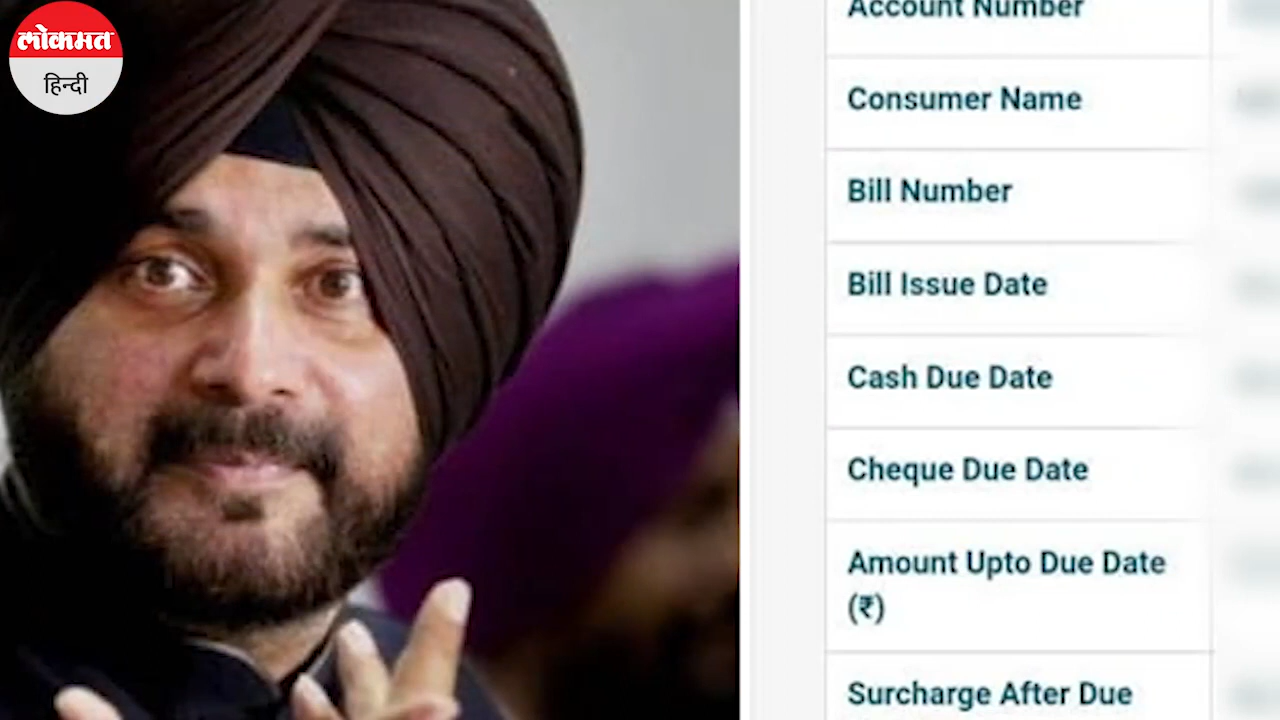 लोकमत
हिन्दी
Account Number
Consumer Name
Bill Number
Bill Issue Date
Cash Due Date
Cheque Due Date
Amount Upto Due Date
(₹)
Surcharge After Due